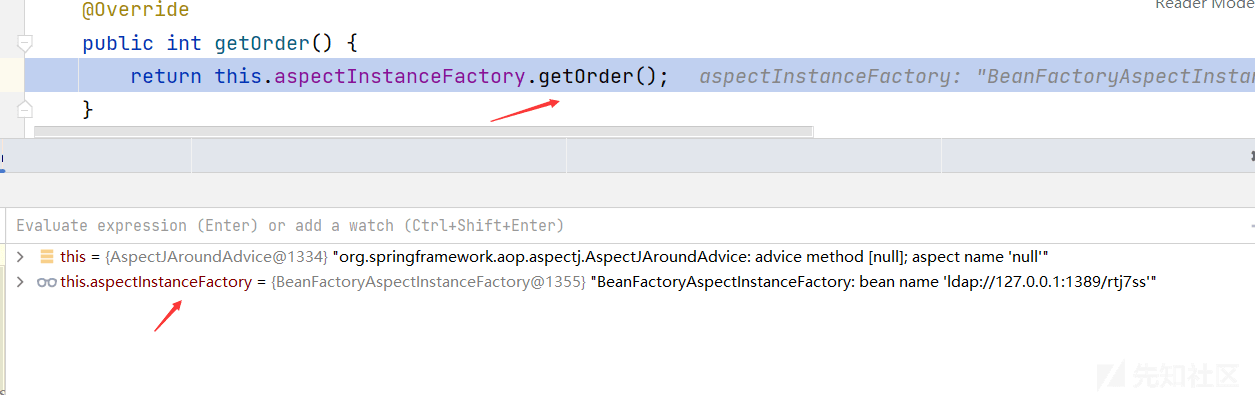 Reader Mode
@Override
public int getOrder() {
return this.aspectInstanceFactory.getOrder(); aspectInstanceFactory: "BeanFactoryAspectInstan
}
Evaluate expression (Enter) or add a watch (Ctrl+Shift+Enter)
this = {AspectJAroundAdvice@1334} "org.springframework.aop.aspectj.AspectJAroundAdvice: advice method [null]; aspect name 'null'"
this.aspectInstanceFactory = {BeanFactoryAspectInstanceFactory@1355} "BeanFactoryAspectInstanceFactory: bean name 'ldap://127.0.0.1:1389/rtj7ss'"
先知社区